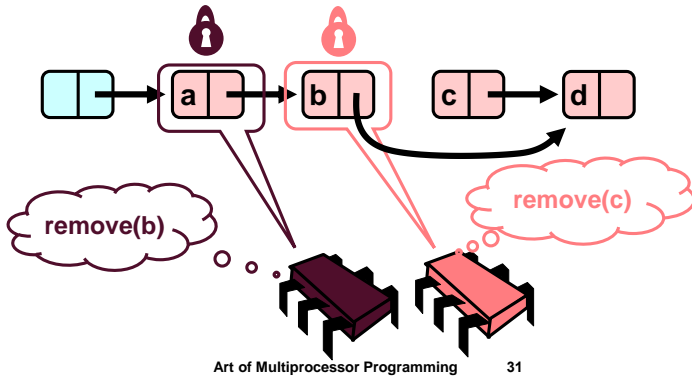 a b c d
remove(b)
remove(c)
Art of Multiprocessor Programming 31